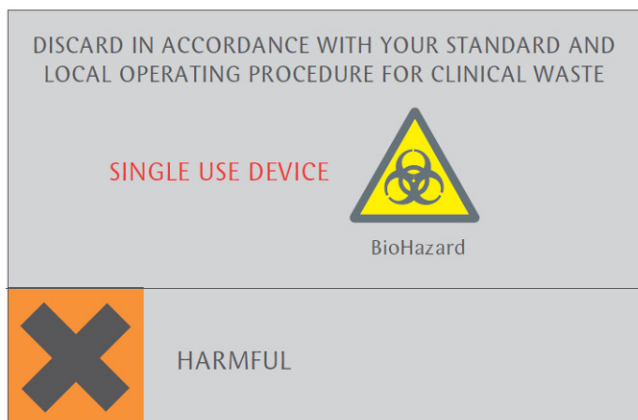 DISCARD IN ACCORDANCE WITH YOUR STANDARD AND
LOCAL OPERATING PROCEDURE FOR CLINICAL WASTE
SINGLE USE DEVICE
BioHazard
HARMFUL